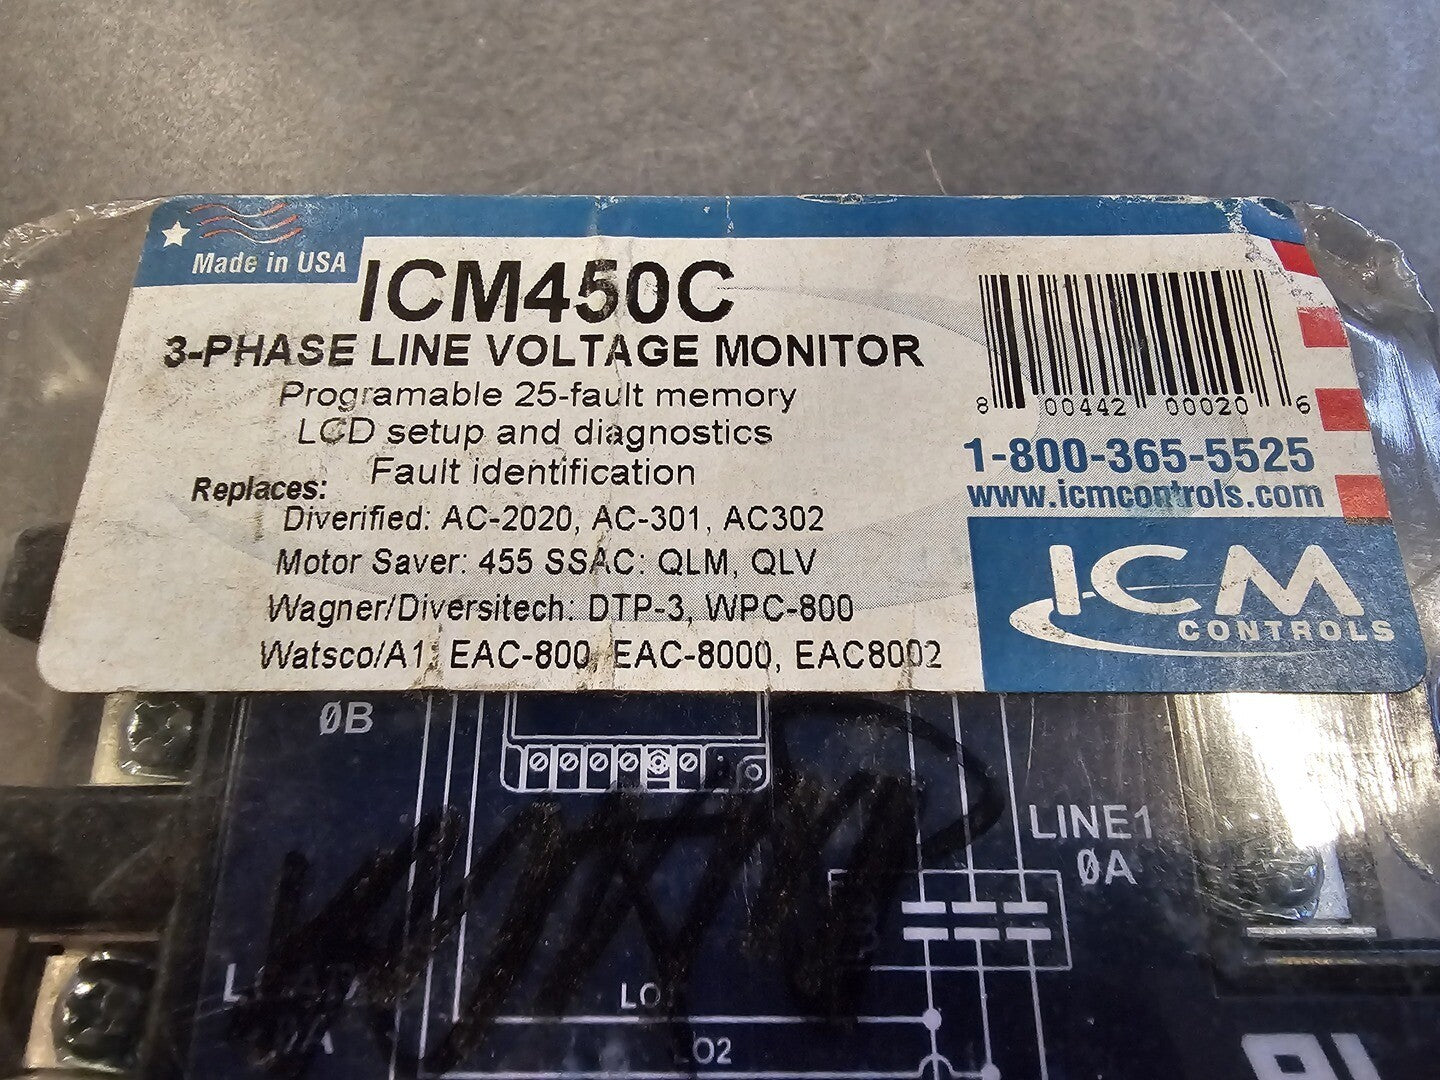 Made in USA
ICM450C
3-PHASE LINE VOLTAGE MONITOR
Programable 25-fault memory
LCD setup and diagnostics
Fault identification
Replaces:
Diverified: AC-2020, AC-301, AC302
Motor Saver: 455 SSAC: QLM, QLV
Wagner/Diversitech: DTP-3, WPC-800
Watsco/A1: EAC-800, EAC-8000, EAC8002
8 00442 00020 6
1-800-365-5525
www.icmcontrols.com
ICM
CONTROLS
ØB
LINE1
ØA
LO2